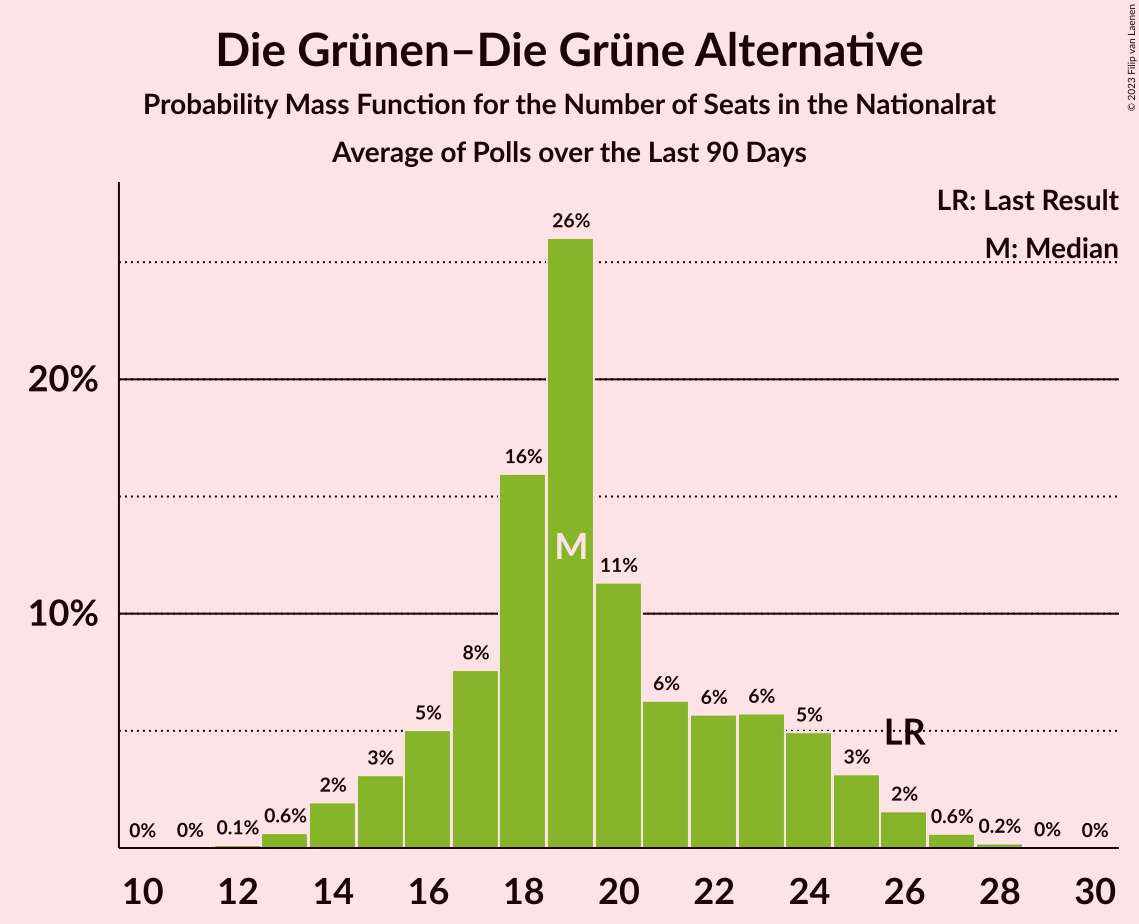 Die Grünen–Die Grüne Alternative
Probability Mass Function for the Number of Seats in the Nationalrat
Average of Polls over the Last 90 Days
© 2023 Filip van Laenen
LR: Last Result
M: Median
20%
10%
0%
0%
0.1%
0.6%
2%
3%
5%
8%
16%
26%
11%
6%
6%
6%
5%
3%
2%
0.6%
0.2%
0%
0%
M
LR
10 12 14 16 18 20 22 24 26 28 30